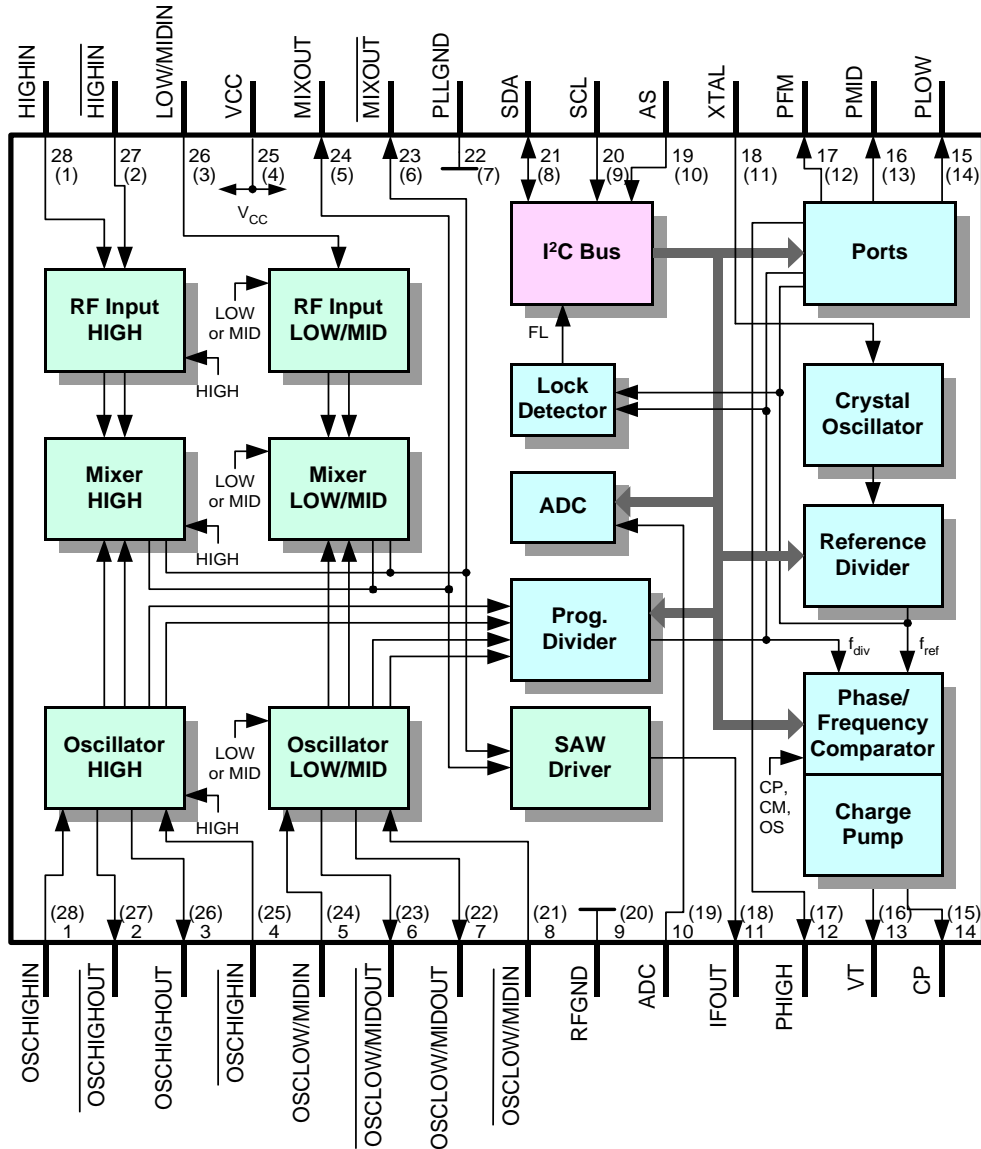 HIGHIN
HIGHIN
LOW/MIDIN
VCC
MIXOUT
MIXOUT
PLLGND
SDA
SCL
AS
XTAL
PFM
PMID
PLOW
28
(1)
27
(2)
26
(3)
25
(4)
24
(5)
23
(6)
22
(7)
21
(8)
20
(9)
19
(10)
18
(11)
17
(12)
16
(13)
15
(14)
VCC
I²C Bus
Ports
RF Input
HIGH
LOW
or MID
RF Input
LOW/MID
HIGH
FL
Lock
Detector
Crystal
Oscillator
Mixer
HIGH
LOW
or MID
Mixer
LOW/MID
HIGH
ADC
Reference
Divider
Prog.
Divider
fdiv
fref
Phase/
Frequency
Comparator
Oscillator
HIGH
LOW
or MID
Oscillator
LOW/MID
HIGH
SAW
Driver
CP,
CM,
OS
Charge
Pump
(28)
1
(27)
2
(26)
3
(25)
4
(24)
5
(23)
6
(22)
7
(21)
8
(20)
9
(19)
10
(18)
11
(17)
12
(16)
13
(15)
14
OSCHIGHIN
OSCHIGHOUT
OSCHIGHOUT
OSCHIGHIN
OSCLOW/MIDIN
OSCLOW/MIDOUT
OSCLOW/MIDOUT
OSCLOW/MIDIN
RFGND
ADC
IFOUT
PHIGH
VT
CP